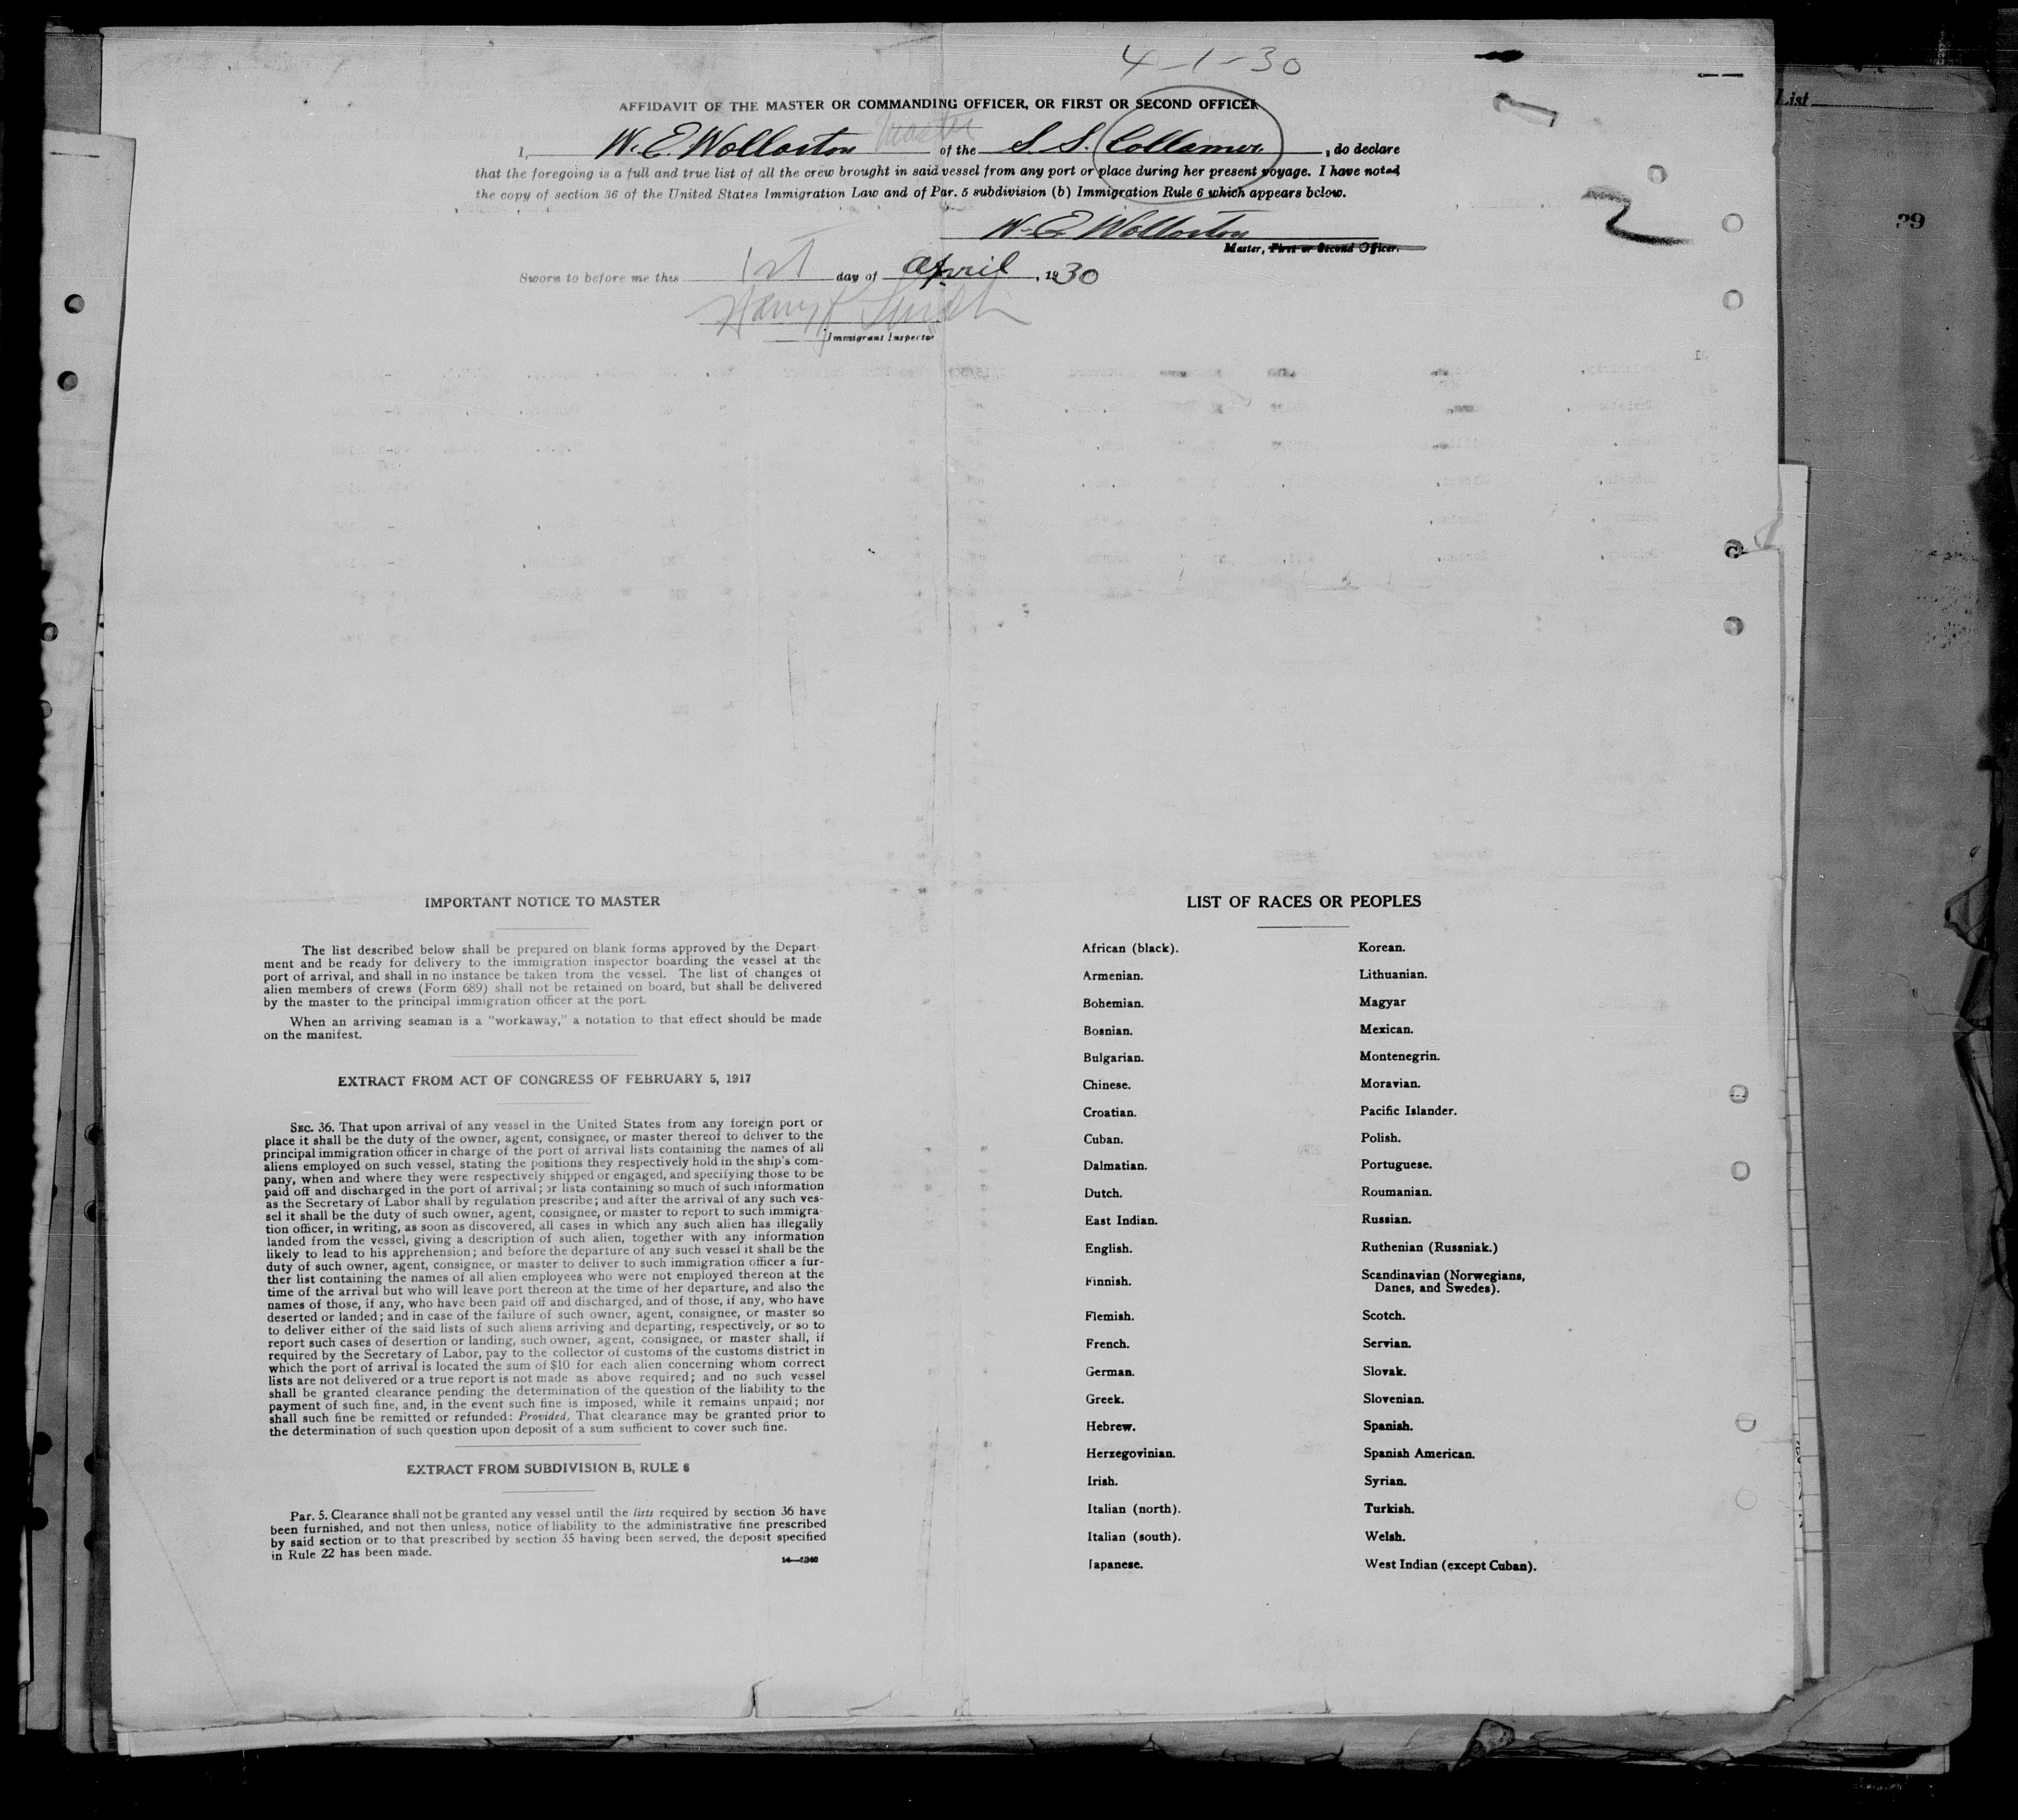 4-1-30
AFFIDAVIT OF THE MASTER OR COMMANDING OFFICER, OR FIRST OR SECOND OFFICER
I, W. E. Wollaston Master of the S. S. Collamer, do declare
that the foregoing is a full and true list of all the crew brought in said vessel from any port or place during her present voyage. I have noted
the copy of section 36 of the United States Immigration Law and of Par. 5 subdivision (b) Immigration Rule 6 which appears below.
W. E. Wollaston
Master, First or Second Officer.
Sworn to before me this 1st day of April, 1930
Harry Smith
Immigrant Inspector
List
39
2
IMPORTANT NOTICE TO MASTER
The list described below shall be prepared on blank forms approved by the Depart-
ment and be ready for delivery to the immigration inspector boarding the vessel at the
port of arrival, and shall in no instance be taken from the vessel. The list of changes of
alien members of crews (Form 689) shall not be retained on board, but shall be delivered
by the master to the principal immigration officer at the port.
When an arriving seaman is a "workaway," a notation to that effect should be made
on the manifest.
EXTRACT FROM ACT OF CONGRESS OF FEBRUARY 5, 1917
SEC. 36. That upon arrival of any vessel in the United States from any foreign port or
place it shall be the duty of the owner, agent, consignee, or master thereof to deliver to the
principal immigration officer in charge of the port of arrival lists containing the names of all
aliens employed on such vessel, stating the positions they respectively hold in the ship's com-
pany, when and where they were respectively shipped or engaged, and specifying those to be
paid off and discharged in the port of arrival; or lists containing so much of such information
as the Secretary of Labor shall by regulation prescribe; and after the arrival of any such ves-
sel it shall be the duty of such owner, agent, consignee, or master to report to such immigra-
tion officer, in writing, as soon as discovered, all cases in which any such alien has illegally
landed from the vessel, giving a description of such alien, together with any information
likely to lead to his apprehension; and before the departure of any such vessel it shall be the
duty of such owner, agent, consignee, or master to deliver to such immigration officer a fur-
ther list containing the names of all alien employees who were not employed thereon at the
time of the arrival but who will leave port thereon at the time of her departure, and also the
names of those, if any, who have been paid off and discharged, and of those, if any, who have
deserted or landed; and in case of the failure of such owner, agent, consignee, or master so
to deliver either of the said lists of such aliens arriving and departing, respectively, or so to
report such cases of desertion or landing, such owner, agent, consignee, or master shall, if
required by the Secretary of Labor, pay to the collector of customs of the customs district in
which the port of arrival is located the sum of $10 for each alien concerning whom correct
lists are not delivered or a true report is not made as above required; and no such vessel
shall be granted clearance pending the determination of the question of the liability to the
payment of such fine, and, in the event such fine is imposed, while it remains unpaid; nor
shall such fine be remitted or refunded: Provided, That clearance may be granted prior to
the determination of such question upon deposit of a sum sufficient to cover such fine.
EXTRACT FROM SUBDIVISION B, RULE 6
Par. 5. Clearance shall not be granted any vessel until the lists required by section 36 have
been furnished, and not then unless, notice of liability to the administrative fine prescribed
by said section or to that prescribed by section 35 having been served, the deposit specified
in Rule 22 has been made.
LIST OF RACES OR PEOPLES
African (black).
Armenian.
Bohemian.
Bosnian.
Bulgarian.
Chinese.
Croatian.
Cuban.
Dalmatian.
Dutch.
East Indian.
English.
Finnish.
Flemish.
French.
German.
Greek.
Hebrew.
Herzegovinian.
Irish.
Italian (north).
Italian (south).
Japanese.
Korean.
Lithuanian.
Magyar
Mexican.
Montenegrin.
Moravian.
Pacific Islander.
Polish.
Portuguese.
Roumanian.
Russian.
Ruthenian (Russniak.)
Scandinavian (Norwegians,
Danes, and Swedes).
Scotch.
Servian.
Slovak.
Slovenian.
Spanish.
Spanish American.
Syrian.
Turkish.
Welsh.
West Indian (except Cuban).